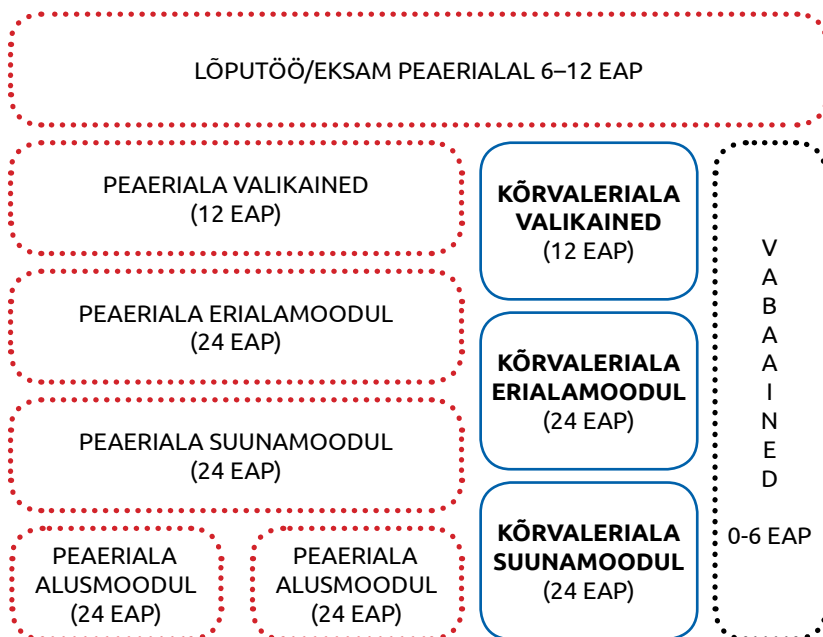 LÕPUTÖÖ/EKSAM PEAERIALAL 6–12 EAP
PEAERIALA VALIKAINED
(12 EAP)
PEAERIALA ERIALAMOODUL
(24 EAP)
PEAERIALA SUUNAMOODUL
(24 EAP)
PEAERIALA
ALUSMOODUL
(24 EAP)
PEAERIALA
ALUSMOODUL
(24 EAP)
KÕRVALERIALA
VALIKAINED
(12 EAP)
KÕRVALERIALA
ERIALAMOODUL
(24 EAP)
KÕRVALERIALA
SUUNAMOODUL
(24 EAP)
V
A
B
A
A
I
N
E
D
0-6 EAP